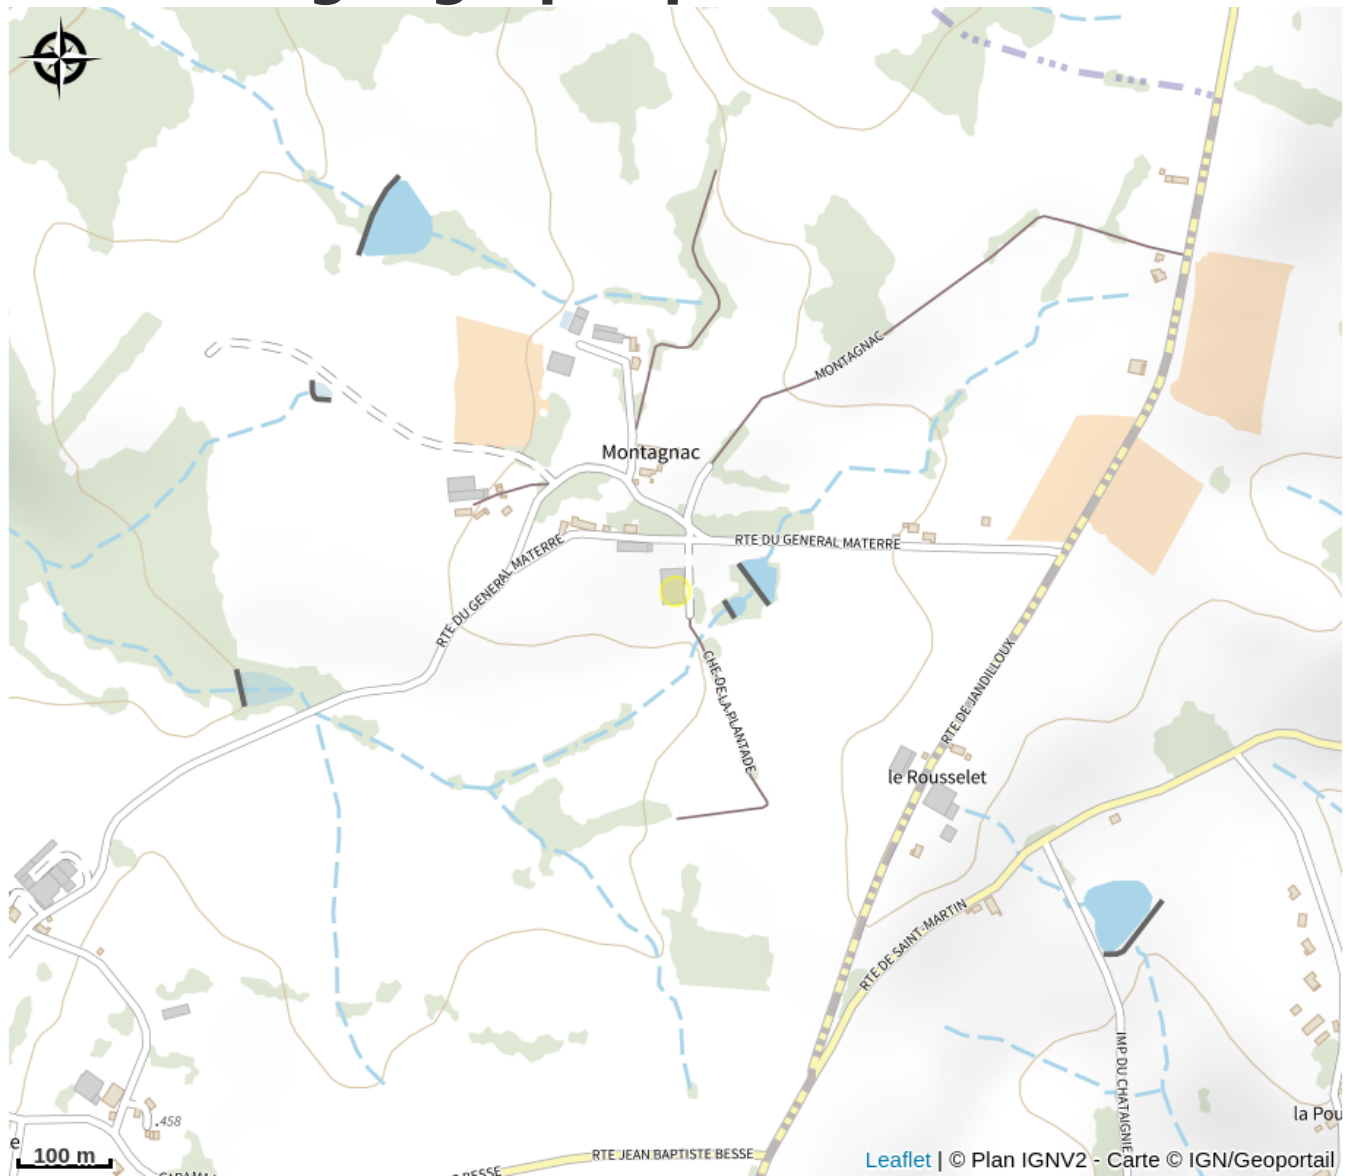 MONTAGNAC
Montagnac
RTE DU GENERAL MATERRE
RTE DU GENERAL MATERRE
CHE DE LA PLANTADE
RTE DE JANDILLOUX
le Rousselet
RTE DE SAINT-MARTIN
IMP DU CHATAIGNIE
la Pou
.458
e
100 m
RTE JEAN BAPTISTE BESSE
BESSE
Leaflet | © Plan IGNV2 - Carte © IGN/Geoportail